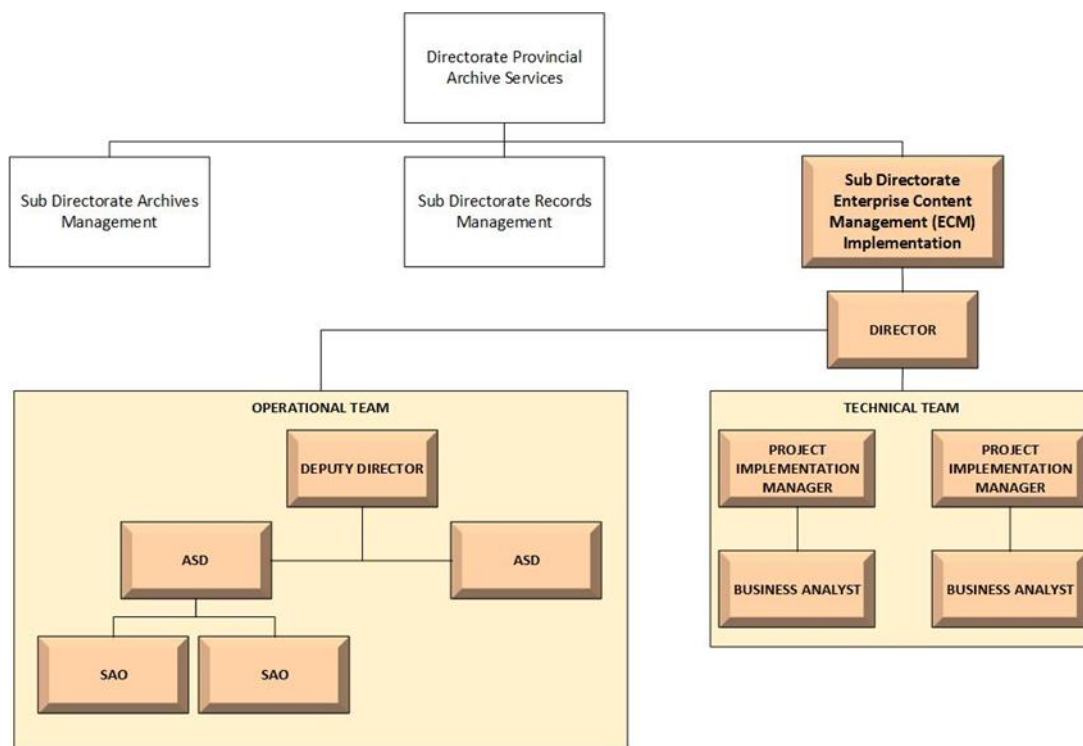 Directorate Provincial
Archive Services
Sub Directorate Archives
Management
Sub Directorate Records
Management
Sub Directorate
Enterprise Content
Management (ECM)
Implementation
DIRECTOR
OPERATIONAL TEAM
DEPUTY DIRECTOR
ASD
ASD
SAO
SAO
TECHNICAL TEAM
PROJECT
IMPLEMENTATION
MANAGER
PROJECT
IMPLEMENTATION
MANAGER
BUSINESS ANALYST
BUSINESS ANALYST